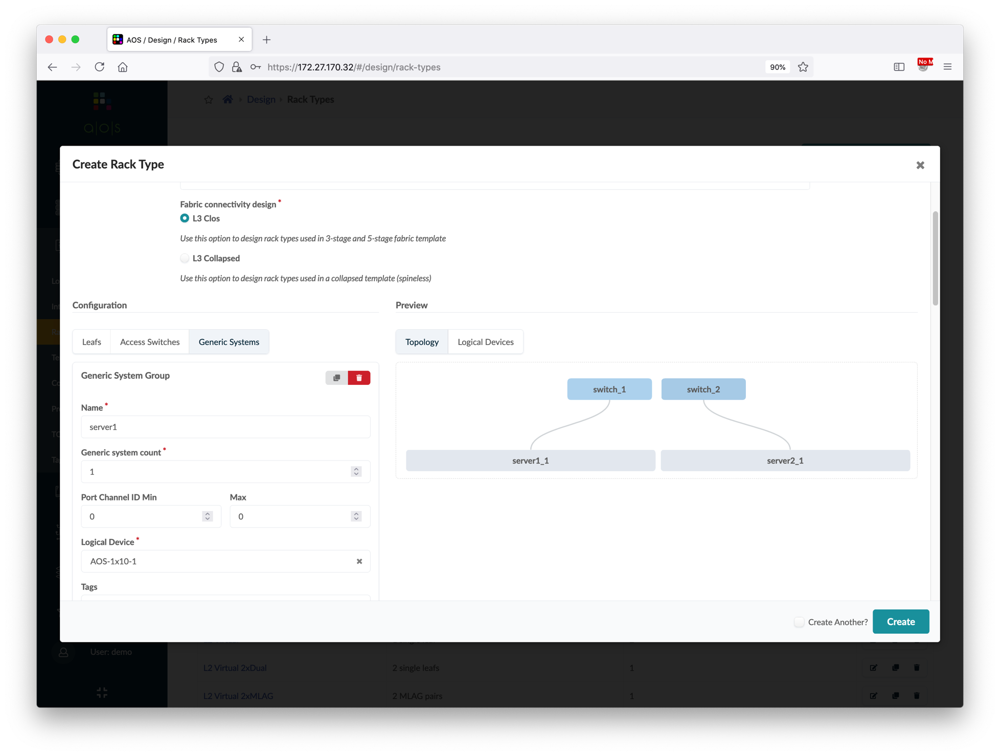 AOS / Design / Rack Types
https://172.27.170.32/#/design/rack-types
90%
No M
a|o|s
Design
Rack Types
Create Rack Type
Fabric connectivity design *
L3 Clos
Use this option to design rack types used in 3-stage and 5-stage fabric template
L3 Collapsed
Use this option to design rack types used in a collapsed template (spineless)
Configuration
Preview
Leafs
Access Switches
Generic Systems
Topology
Logical Devices
Generic System Group
Name *
server1
Generic system count *
1
Port Channel ID Min
Max
0
0
Logical Device *
AOS-1x10-1
Tags
switch_1
switch_2
server1_1
server2_1
Create Another?
Create
User: demo
L2 Virtual 2xDual
2 single leafs
1
L2 Virtual 2xMLAG
2 MLAG pairs
1